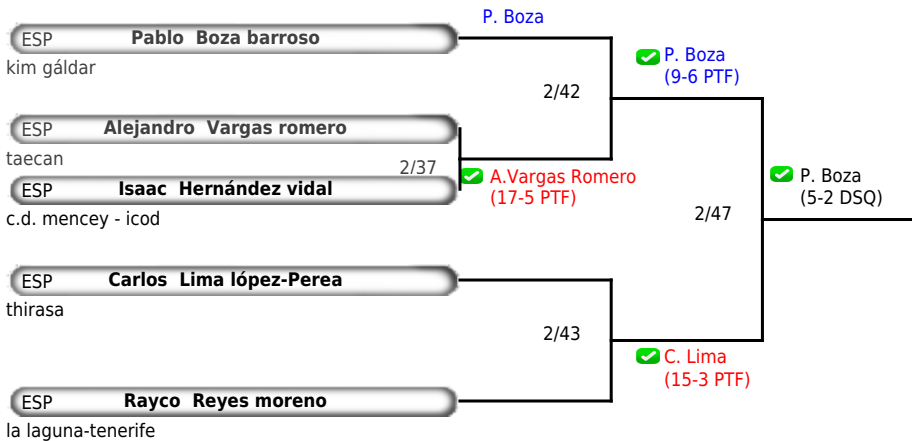 P. Boza
ESP Pablo Boza barroso
kim gáldar
P. Boza
(9-6 PTF)
2/42
ESP Alejandro Vargas romero
taecan
2/37
A.Vargas Romero
(17-5 PTF)
ESP Isaac Hernández vidal
c.d. mencey - icod
P. Boza
(5-2 DSQ)
2/47
ESP Carlos Lima lópez-Perea
thirasa
2/43
C. Lima
(15-3 PTF)
ESP Rayco Reyes moreno
la laguna-tenerife